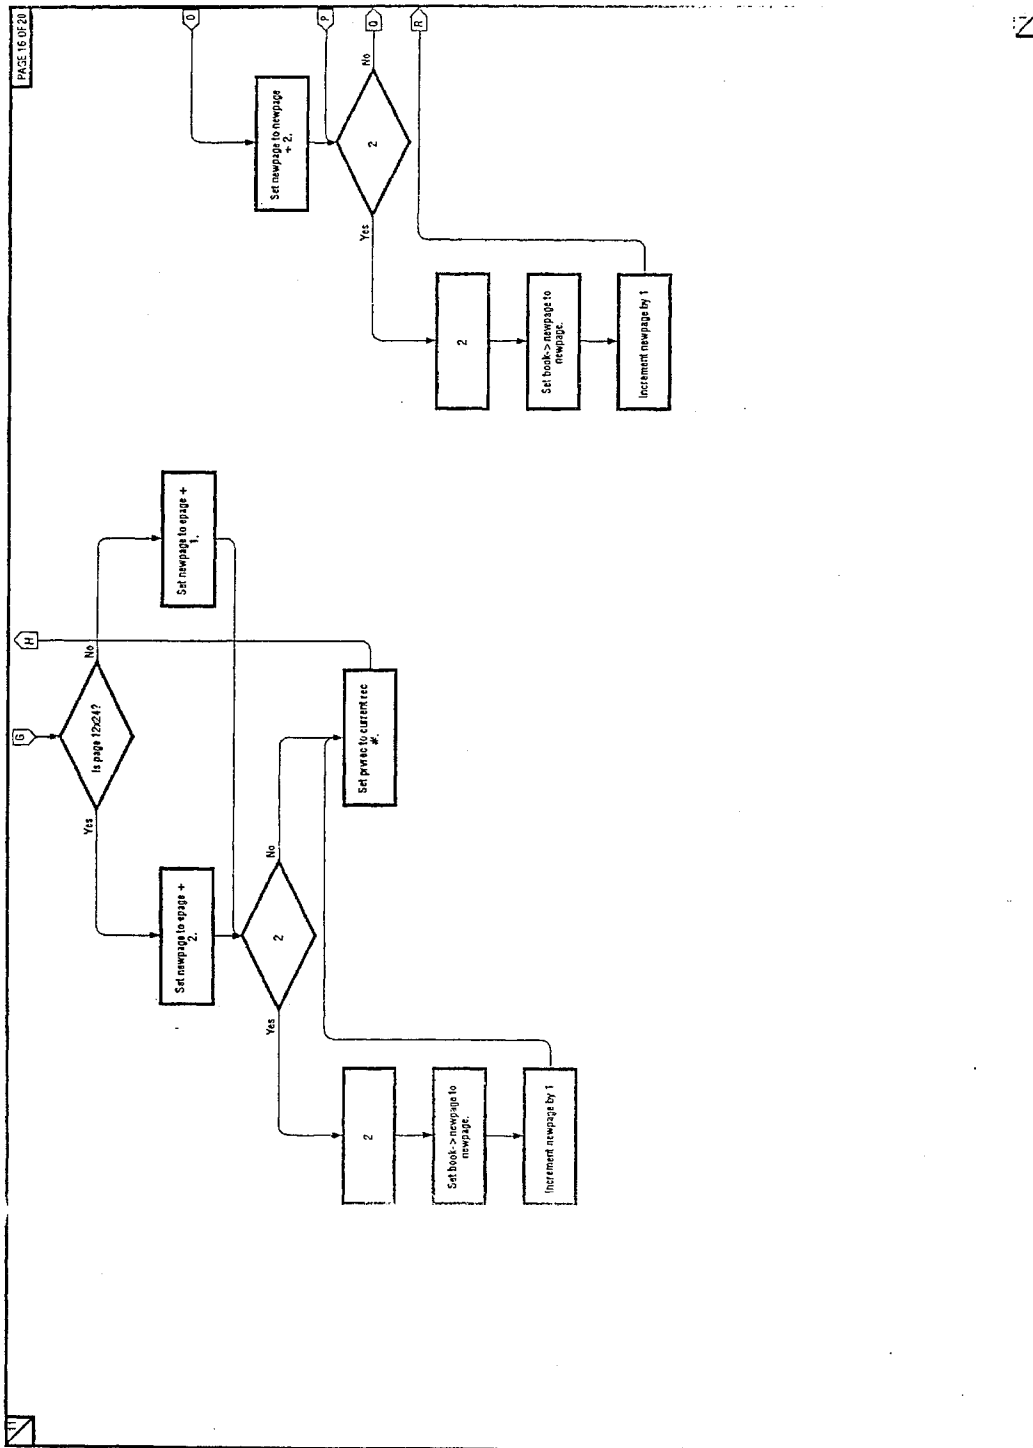 11
PAGE 16 OF 20
G
H
Is page 12x24?
Yes
No
Set newpage to epage +
2.
Set newpage to epage +
1.
2
Yes
No
2
Set prvrec to current rec
#.
Set book-> newpage to
newpage.
Increment newpage by 1
O
Set newpage to newpage
+ 2.
P
2
Yes
No
Q
R
2
Set book-> newpage to
newpage.
Increment newpage by 1